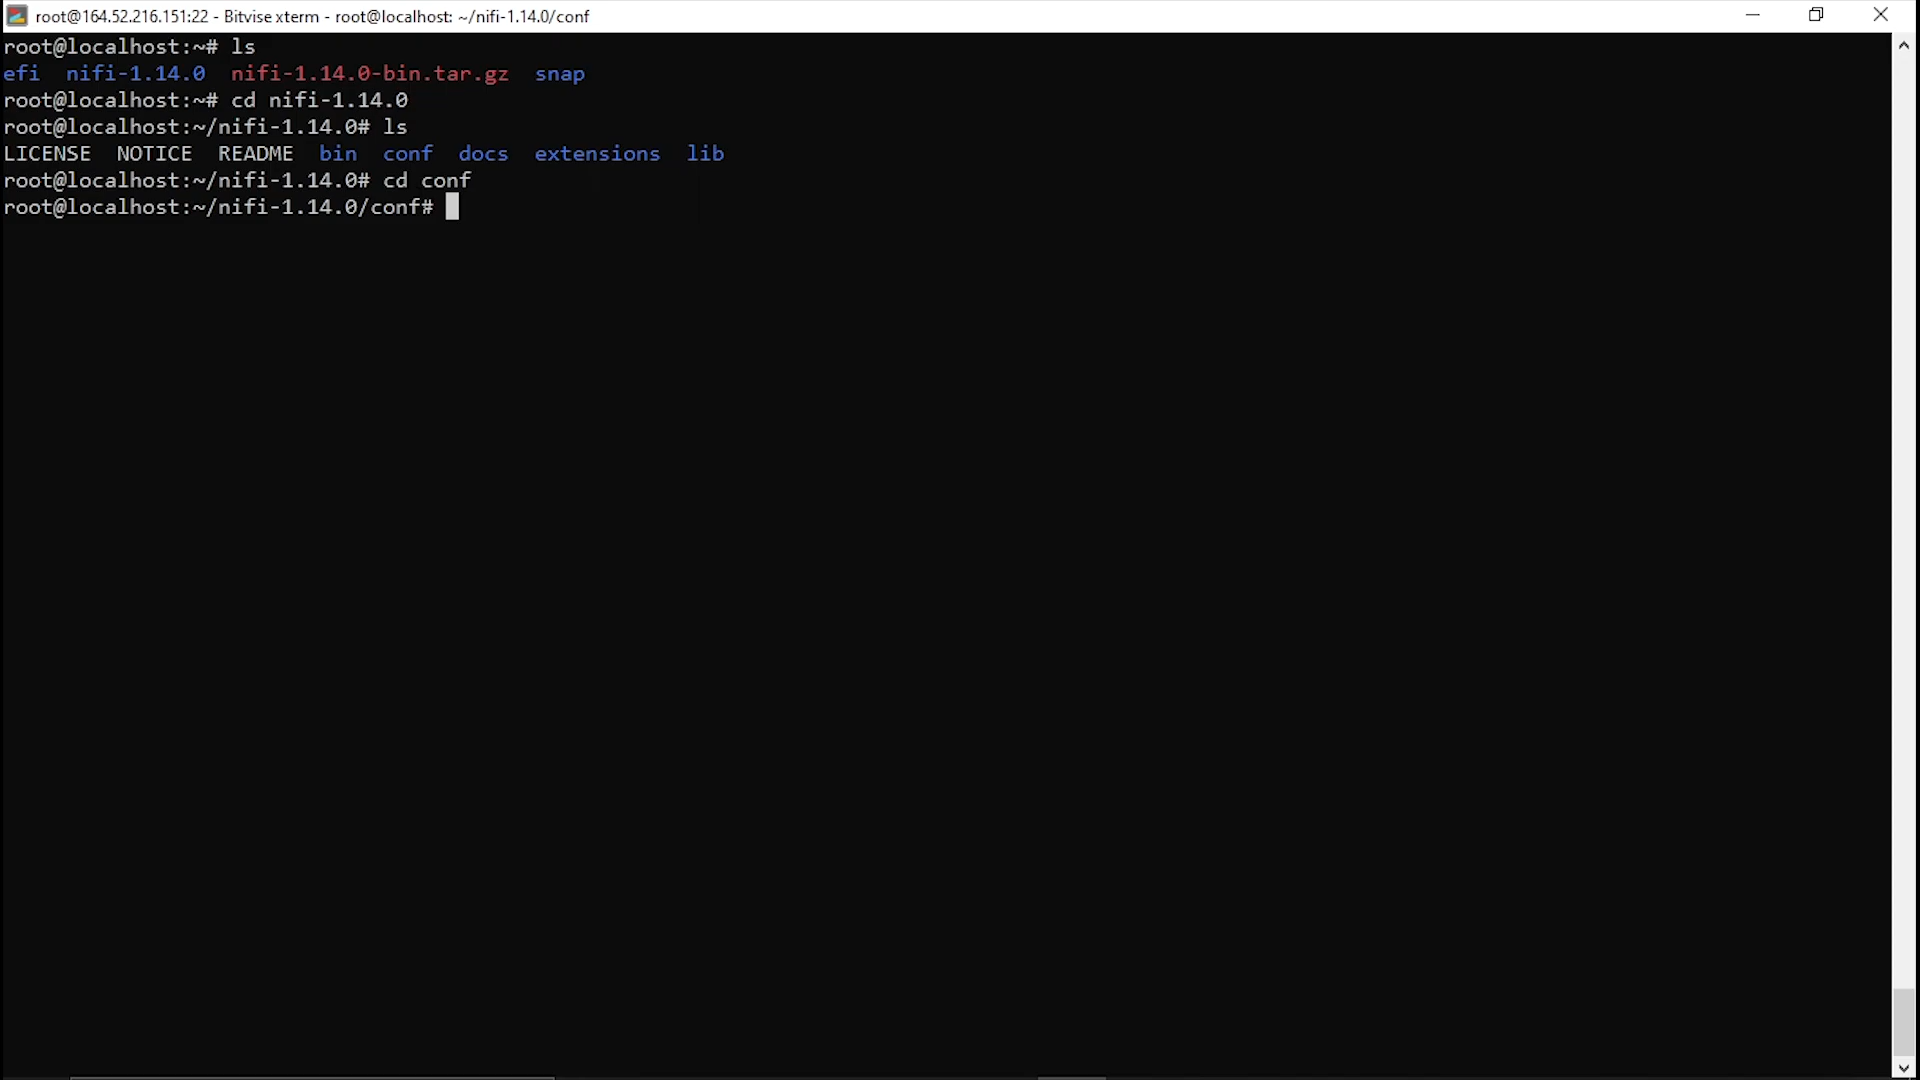 root@164.52.216.151:22 - Bitvise xterm - root@localhost: ~/nifi-1.14.0/conf
root@localhost:~# ls
efi  nifi-1.14.0  nifi-1.14.0-bin.tar.gz  snap
root@localhost:~# cd nifi-1.14.0
root@localhost:~/nifi-1.14.0# ls
LICENSE  NOTICE  README  bin  conf  docs  extensions  lib
root@localhost:~/nifi-1.14.0# cd conf
root@localhost:~/nifi-1.14.0/conf#